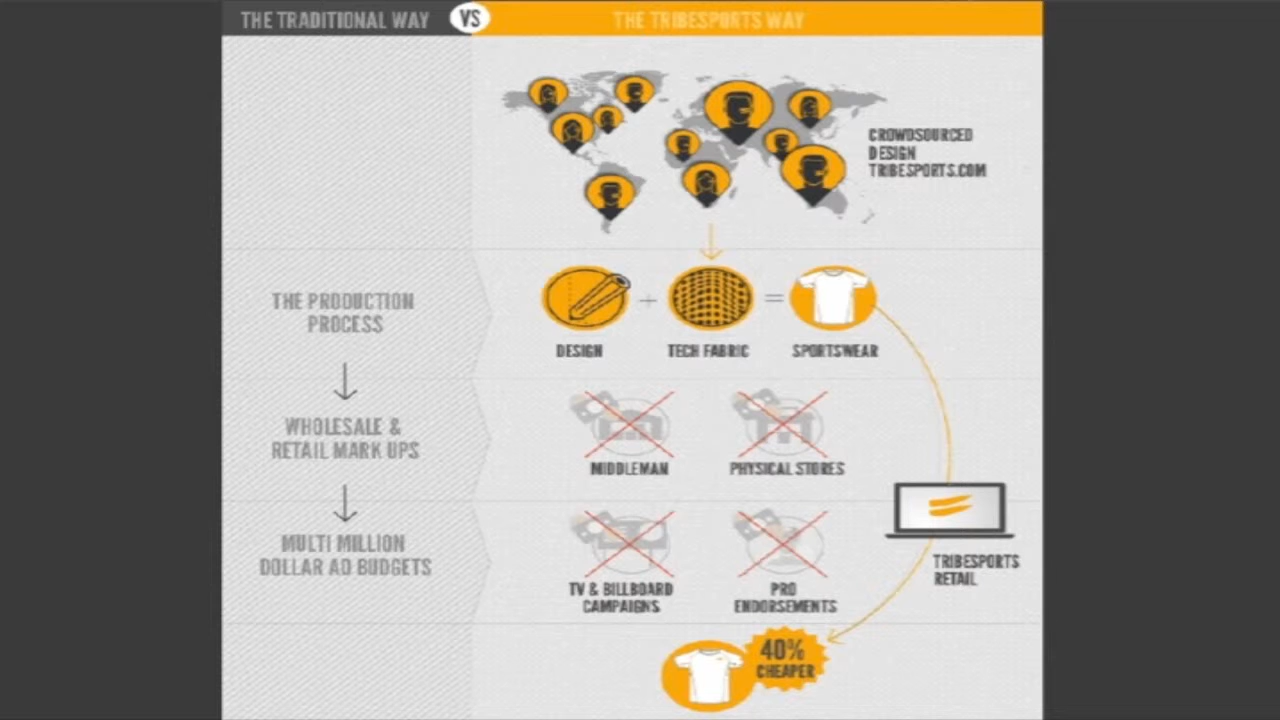 THE TRADITIONAL WAY
VS
THE TRIBESPORTS WAY
CROWDSOURCED
DESIGN
TRIBESPORTS.COM
THE PRODUCTION
PROCESS
DESIGN
+
TECH FABRIC
=
SPORTSWEAR
WHOLESALE &
RETAIL MARK UPS
MIDDLEMAN
PHYSICAL STORES
MULTI MILLION
DOLLAR AD BUDGETS
TV & BILLBOARD
CAMPAIGNS
PRO
ENDORSEMENTS
TRIBESPORTS
RETAIL
40%
CHEAPER